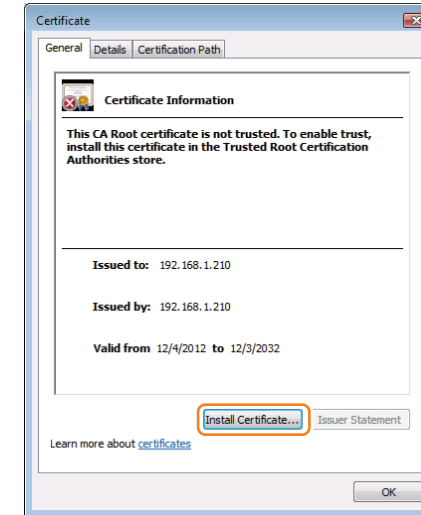 Certificate
General Details Certification Path
Certificate Information
This CA Root certificate is not trusted. To enable trust,
install this certificate in the Trusted Root Certification
Authorities store.
Issued to: 192.168.1.210
Issued by: 192.168.1.210
Valid from 12/4/2012 to 12/3/2032
Install Certificate... Issuer Statement
Learn more about certificates
OK